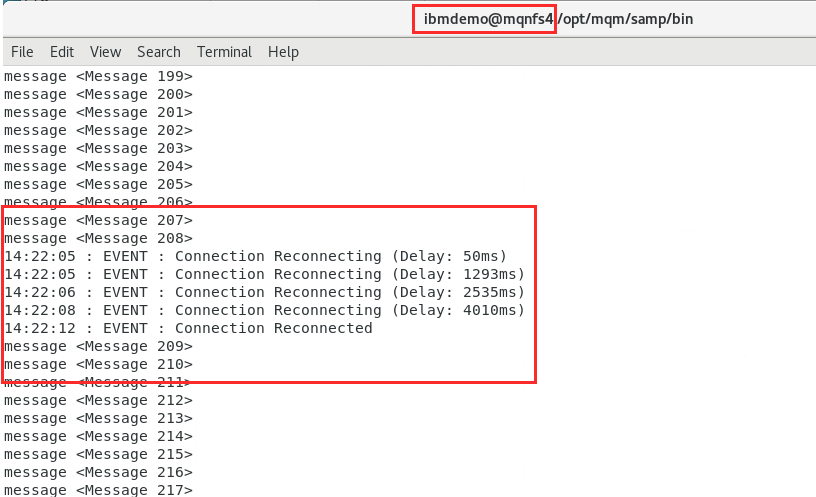 ibmdemo@mqnfs4:/opt/mqm/samp/bin
File Edit View Search Terminal Help
message <Message 199>
message <Message 200>
message <Message 201>
message <Message 202>
message <Message 203>
message <Message 204>
message <Message 205>
message <Message 206>
message <Message 207>
message <Message 208>
14:22:05 : EVENT : Connection Reconnecting (Delay: 50ms)
14:22:05 : EVENT : Connection Reconnecting (Delay: 1293ms)
14:22:06 : EVENT : Connection Reconnecting (Delay: 2535ms)
14:22:08 : EVENT : Connection Reconnecting (Delay: 4010ms)
14:22:12 : EVENT : Connection Reconnected
message <Message 209>
message <Message 210>
message <Message 211>
message <Message 212>
message <Message 213>
message <Message 214>
message <Message 215>
message <Message 216>
message <Message 217>